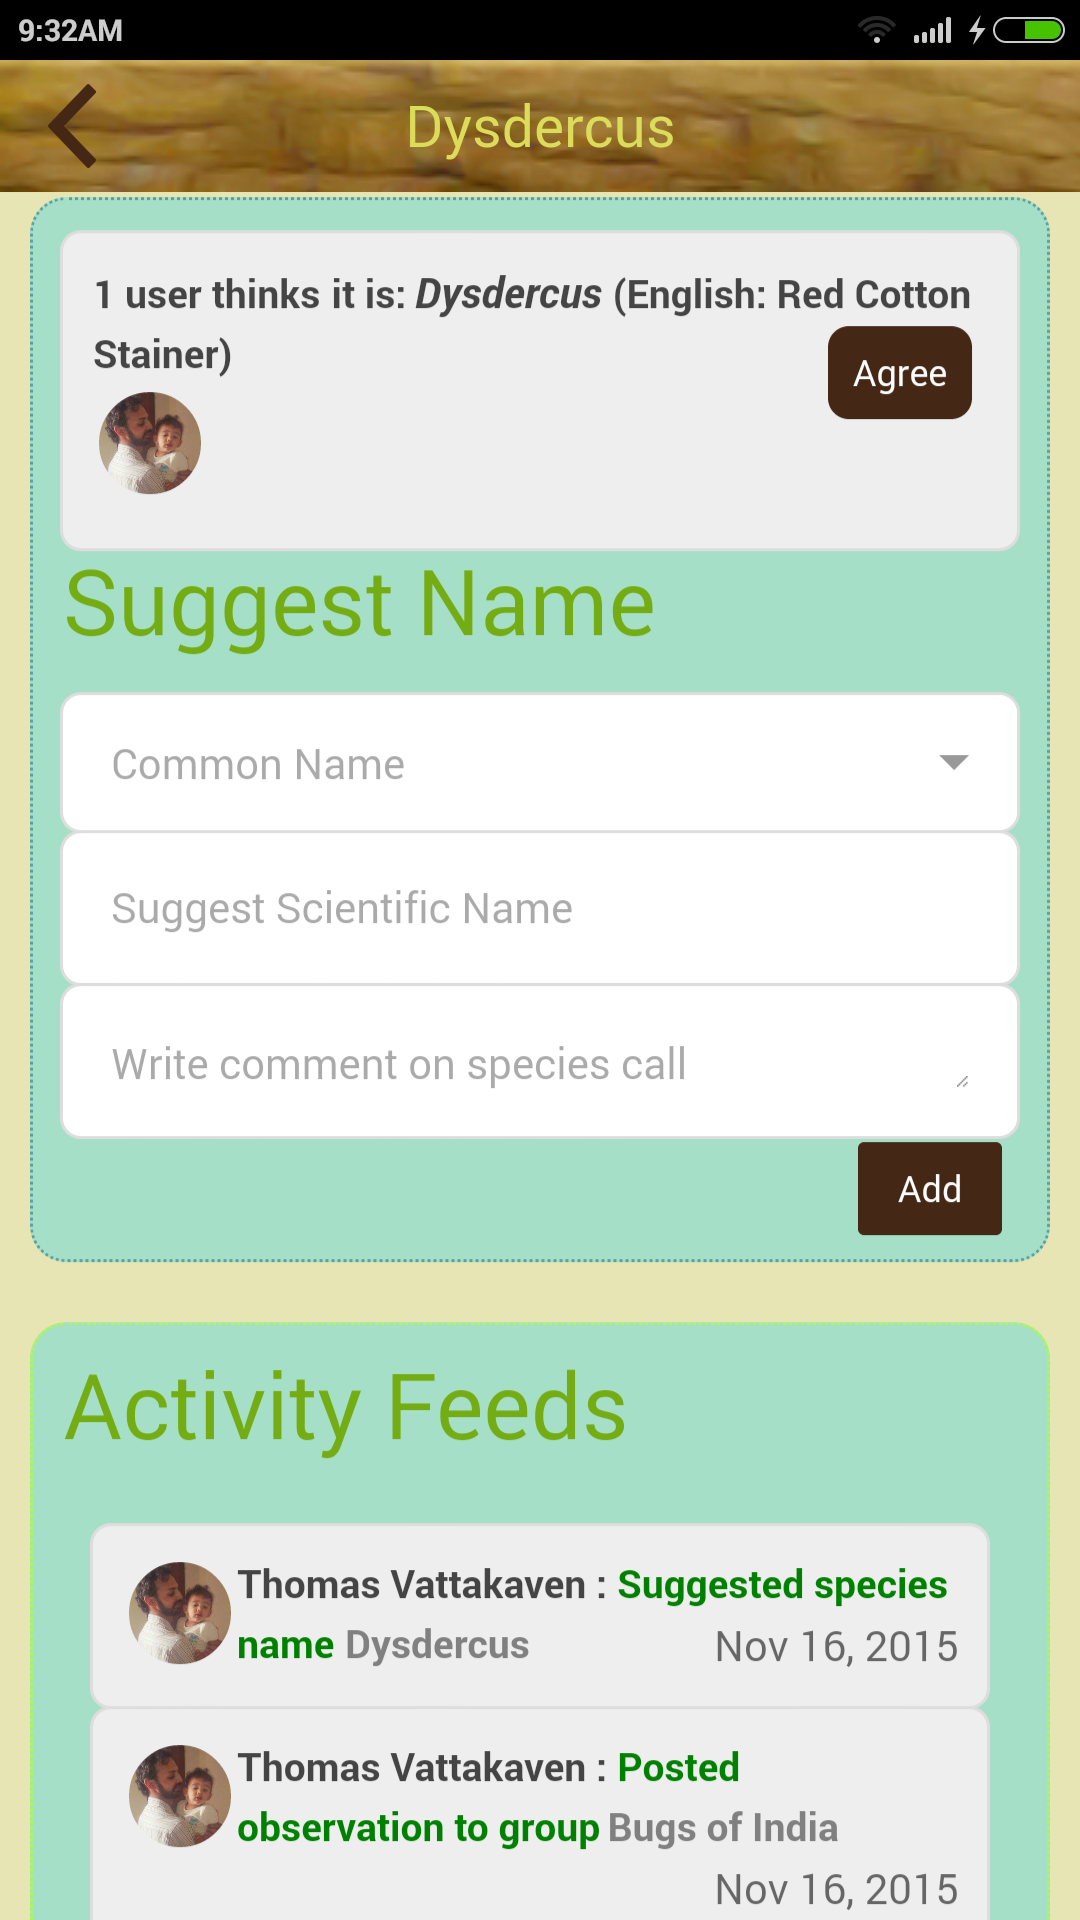 9:32AM
Dysdercus
1 user thinks it is: Dysdercus (English: Red Cotton
Stainer)
Agree
Suggest Name
Common Name
Suggest Scientific Name
Write comment on species call
Add
Activity Feeds
Thomas Vattakaven : Suggested species
name Dysdercus
Nov 16, 2015
Thomas Vattakaven : Posted
observation to group Bugs of India
Nov 16, 2015